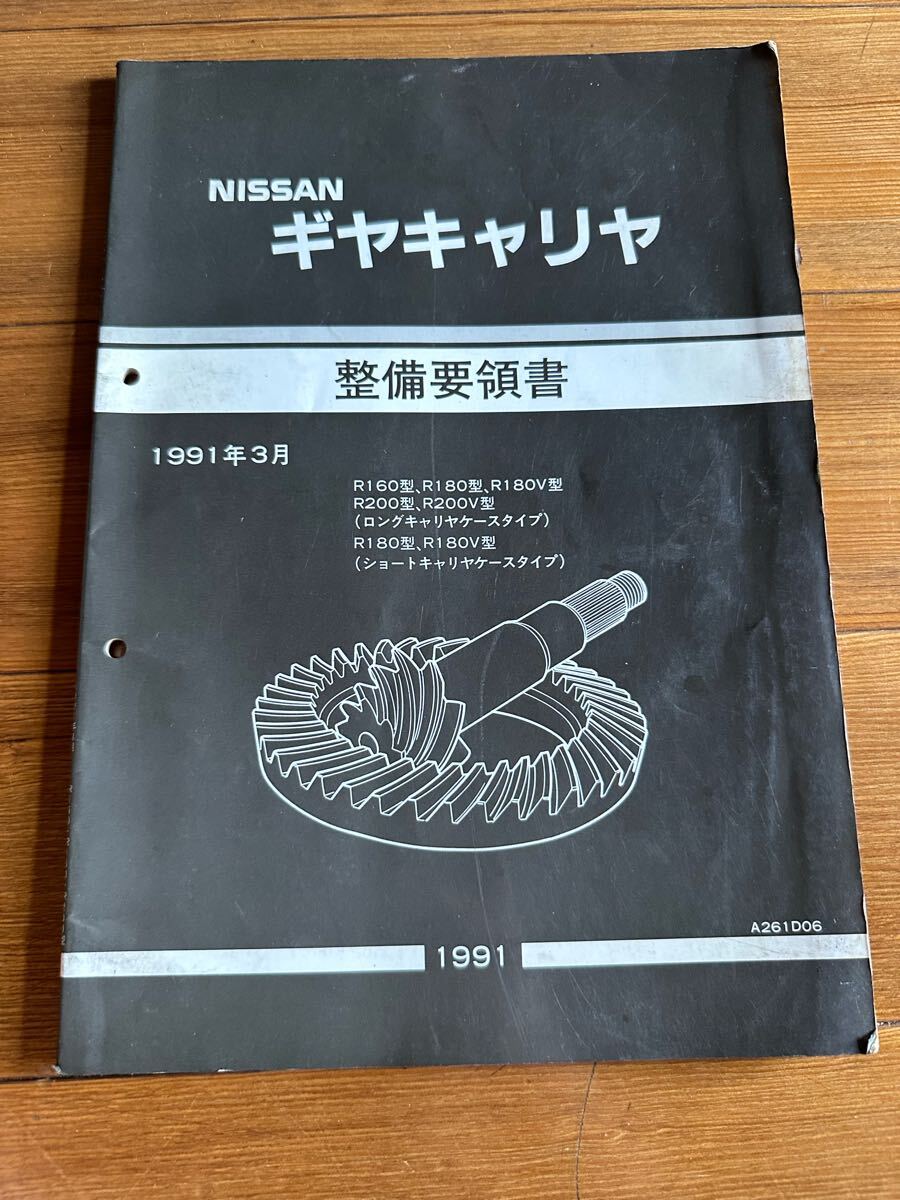 NISSAN
ギヤキャリヤ
整備要領書
1991年3月
R160型、R180型、R180V型
R200型、R200V型
(ロングキャリヤケースタイプ)
R180型、R180V型
(ショートキャリヤケースタイプ)
A261D06
1991